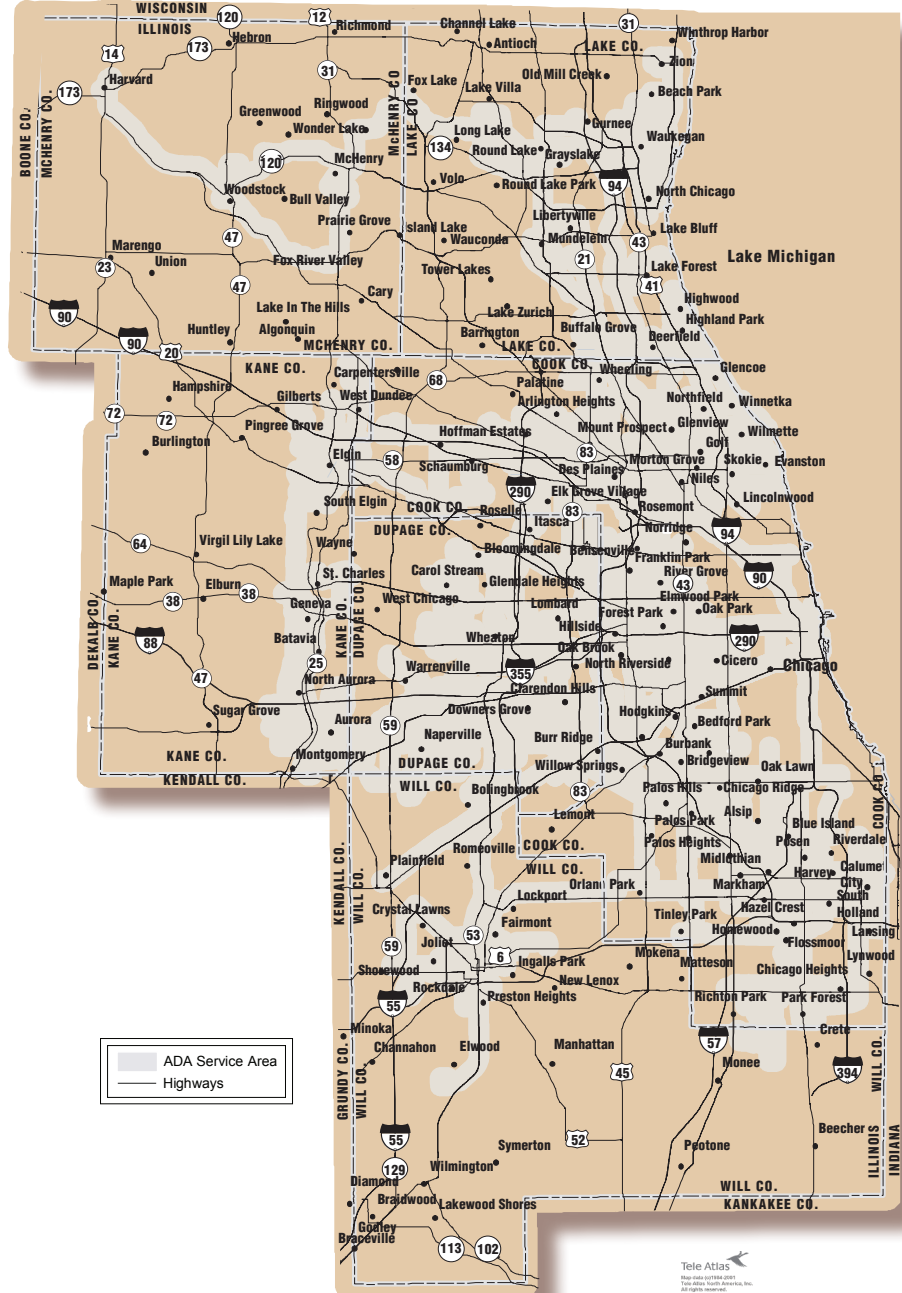 WISCONSIN
ILLINOIS
120
12
31
Richmond
Channel Lake
Winthrop Harbor
Hebron
173
14
Antioch
LAKE CO.
Zion
Harvard
173
31
Fox Lake
Old Mill Creek
Lake Villa
Beach Park
Greenwood
Ringwood
McHENRY CO
LAKE CO
Wonder Lake
Long Lake
Gurnee
Waukegan
BOONE CO.
MCHENRY CO.
134
Round Lake
Grayslake
120
McHenry
Volo
Round Lake Park
94
Woodstock
Bull Valley
North Chicago
Libertyville
Prairie Grove
Island Lake
Wauconda
Mundelein
43
Lake Bluff
47
Marengo
Union
23
Fox River Valley
Tower Lakes
21
Lake Forest
41
Lake Michigan
47
Cary
Lake In The Hills
Lake Zurich
Highwood
90
Huntley
Algonquin
Barrington
Buffalo Grove
Highland Park
Deerfield
90
20
MCHENRY CO.
LAKE CO.
KANE CO.
COOK CO.
Carpentersville
68
Wheeling
Glencoe
Hampshire
Palatine
Gilberts
West Dundee
Arlington Heights
Northfield
Winnetka
72
72
Pingree Grove
Mount Prospect
Glenview
Burlington
Hoffman Estates
Golf
Wilmette
Elgin
58
83
Schaumburg
Des Plaines
Morton Grove
Skokie
Evanston
Niles
290
Elk Grove Village
South Elgin
COOK CO.
Roselle
83
Rosemont
Lincolnwood
DUPAGE CO.
Itasca
Norridge
94
64
Virgil Lily Lake
Wayne
Bloomingdale
Bensenville
Franklin Park
Maple Park
Elburn
St. Charles
Carol Stream
Glendale Heights
River Grove
90
43
38
38
Geneva
West Chicago
Lombard
Elmwood Park
Forest Park
Oak Park
DEKALB CO.
KANE CO.
KANE CO.
DUPAGE CO.
88
Batavia
Wheaton
Hillside
290
Oak Brook
25
355
North Riverside
Cicero
Chicago
47
Warrenville
North Aurora
Clarendon Hills
Summit
Sugar Grove
Aurora
59
Downers Grove
Hodgkins
Bedford Park
Naperville
Burr Ridge
Burbank
KANE CO.
KENDALL CO.
Montgomery
DUPAGE CO.
Willow Springs
Bridgeview
Oak Lawn
WILL CO.
83
Palos Hills
Chicago Ridge
COOK CO
Bolingbrook
Lemont
Palos Park
Alsip
Blue Island
Romeoville
COOK CO.
Palos Heights
Posen
Riverdale
Plainfield
WILL CO.
Midlothian
Harvey
Calumet
City
KENDALL CO.
WILL CO.
Orland Park
Markham
South
Holland
Lockport
Crystal Lawns
Hazel Crest
Fairmont
Tinley Park
Homewood
Lansing
59
Joliet
53
6
Flossmoor
Mokena
Lynwood
Shorewood
Ingalls Park
Matteson
Chicago Heights
Rockdale
New Lenox
55
Preston Heights
Richton Park
Park Forest
Minoka
57
Crete
Channahon
Elwood
Manhattan
Monee
GRUNDY CO.
WILL CO.
45
394
WILL CO.
ADA Service Area
Highways
55
52
Beecher
Symerton
Peotone
ILLINOIS
INDIANA
129
Wilmington
Diamond
WILL CO.
KANKAKEE CO.
Braidwood
Lakewood Shores
Godley
Braceville
113
102
Tele Atlas
Map data (c)1984-2001
Tele Atlas North America, Inc.
All rights reserved.